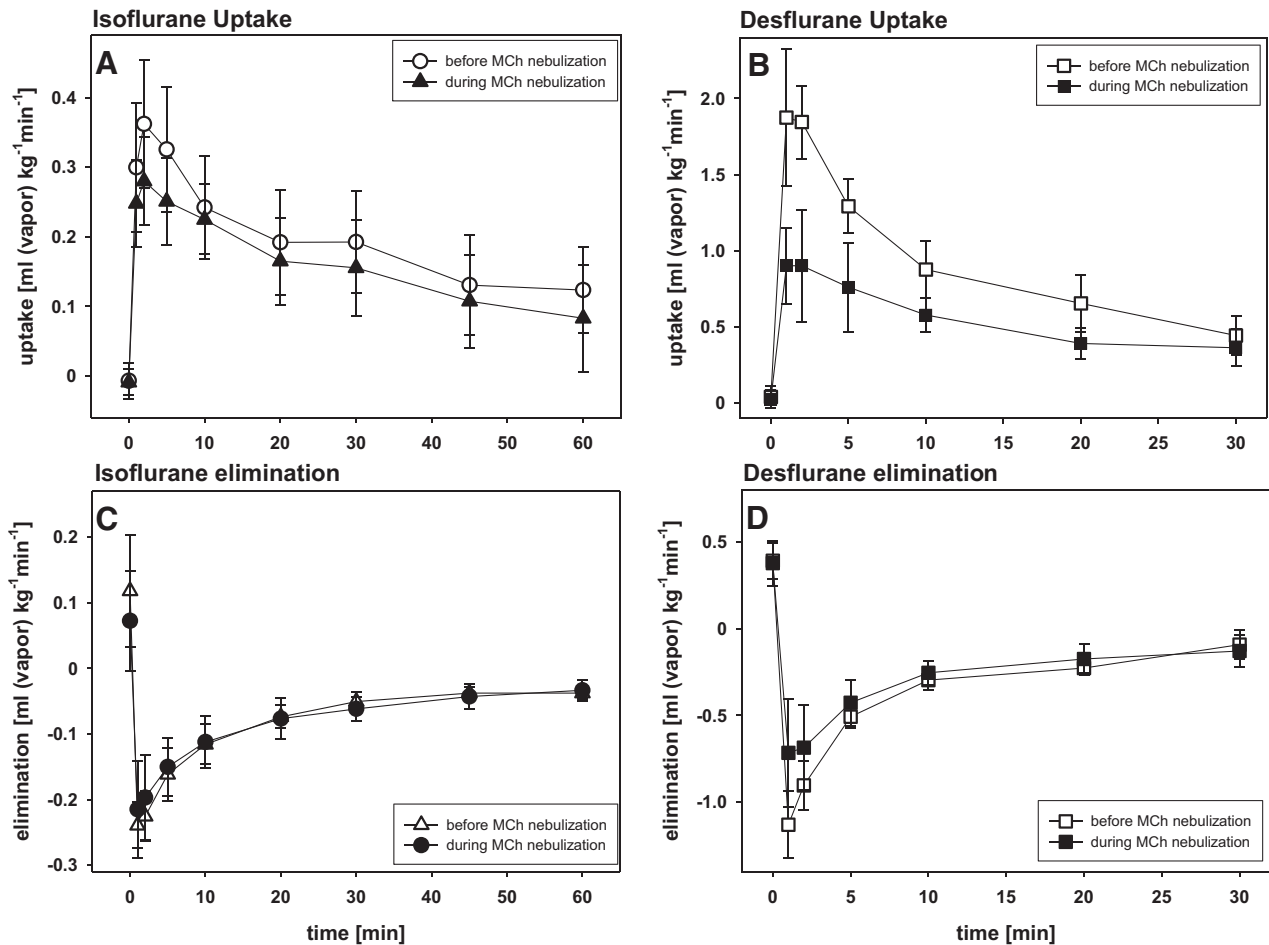 Isoflurane Uptake
A
before MCh nebulization
during MCh nebulization
uptake [ml (vapor) kg⁻¹min⁻¹]
0.4
0.3
0.2
0.1
0
0 10 20 30 40 50 60
Desflurane Uptake
B
before MCh nebulization
during MCh nebulization
uptake [ml (vapor) kg⁻¹min⁻¹]
2.0
1.5
1.0
0.5
0
0 5 10 20 25 30
Isoflurane elimination
C
elimination [ml (vapor) kg⁻¹min⁻¹]
0.2
0.1
0
-0.1
-0.2
-0.3
before MCh nebulization
during MCh nebulization
0 10 20 30 40 50 60
time [min]
Desflurane elimination
D
elimination [ml (vapor) kg⁻¹min⁻¹]
0.5
0
-0.5
-1.0
before MCh nebulization
during MCh nebulization
0 5 10 20 25 30
time [min]